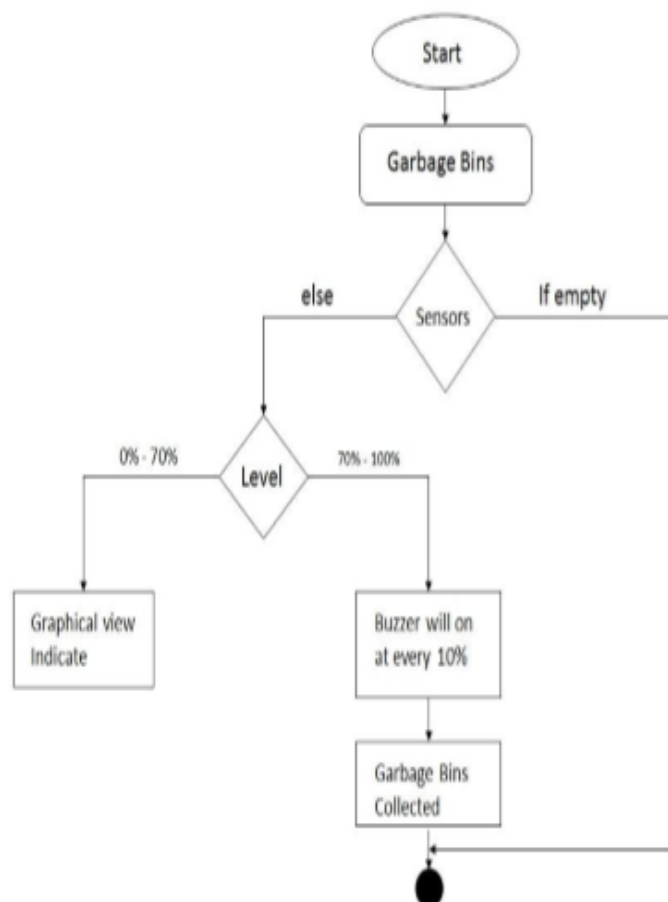 Start
Garbage Bins
else
If empty
Sensors
0% - 70%
Level
70% - 100%
Graphical view
Indicate
Buzzer will on
at every 10%
Garbage Bins
Collected